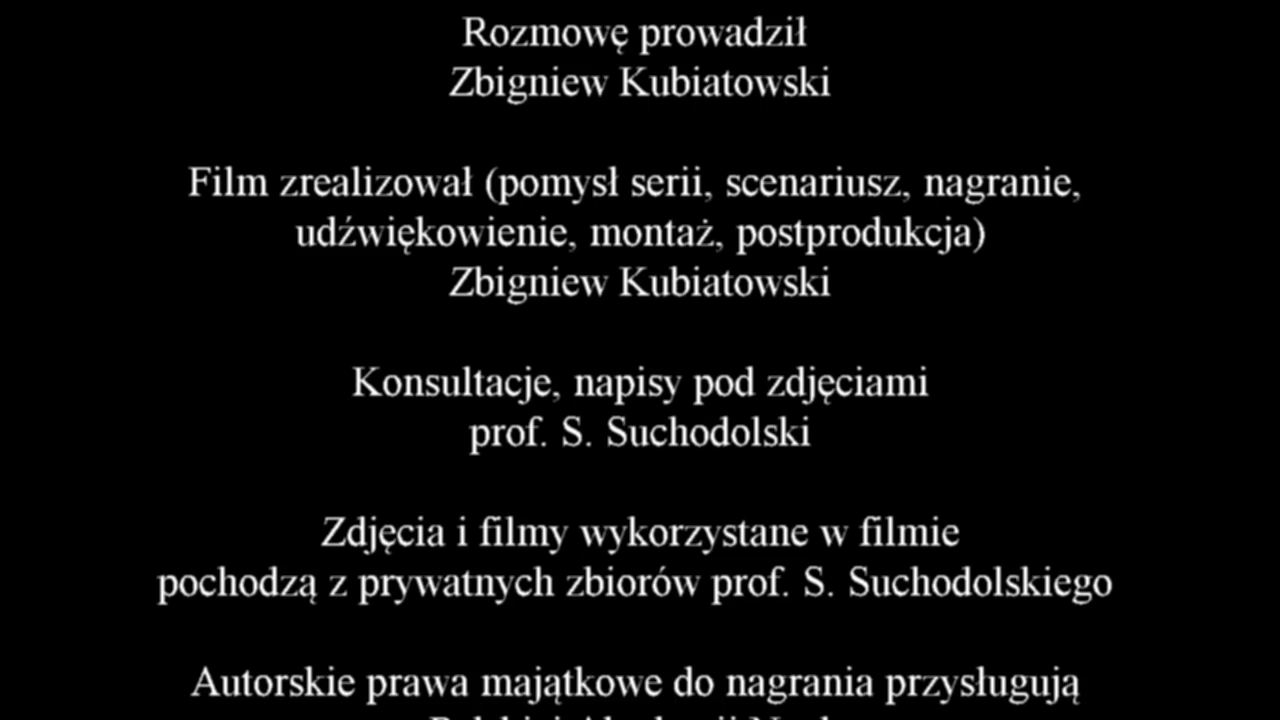 Rozmowę prowadził
Zbigniew Kubiatowski
Film zrealizował (pomysł serii, scenariusz, nagranie,
udźwiękowienie, montaż, postprodukcja)
Zbigniew Kubiatowski
Konsultacje, napisy pod zdjęciami
prof. S. Suchodolski
Zdjęcia i filmy wykorzystane w filmie
pochodzą z prywatnych zbiorów prof. S. Suchodolskiego
Autorskie prawa majątkowe do nagrania przysługują